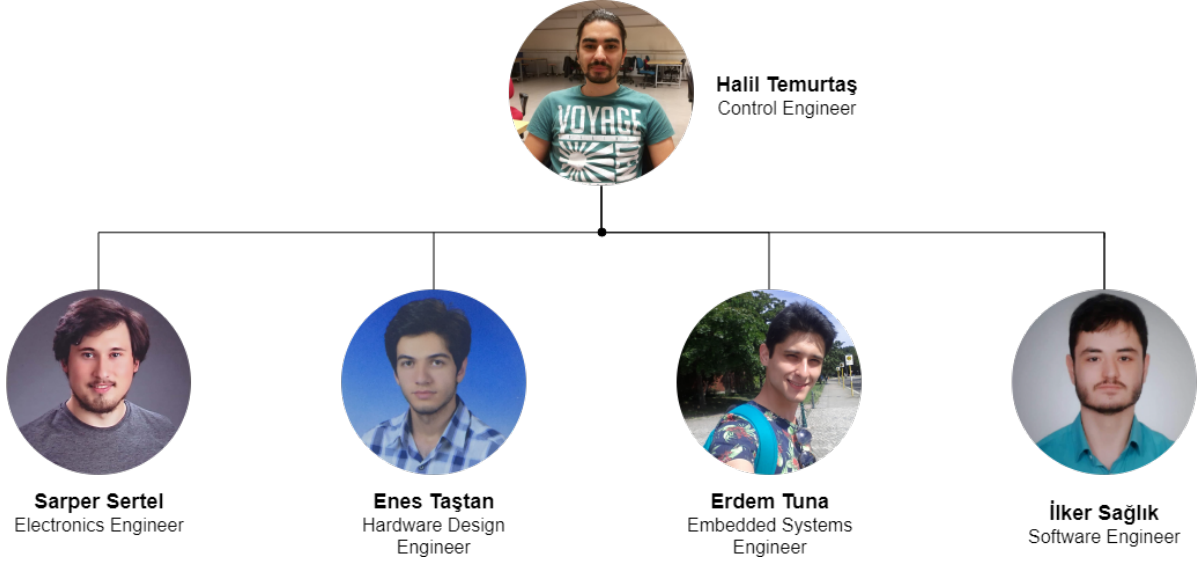 Halil Temurtaş
Control Engineer
VOYAGE
Sarper Sertel
Electronics Engineer
Enes Taştan
Hardware Design
Engineer
Erdem Tuna
Embedded Systems
Engineer
İlker Sağlık
Software Engineer